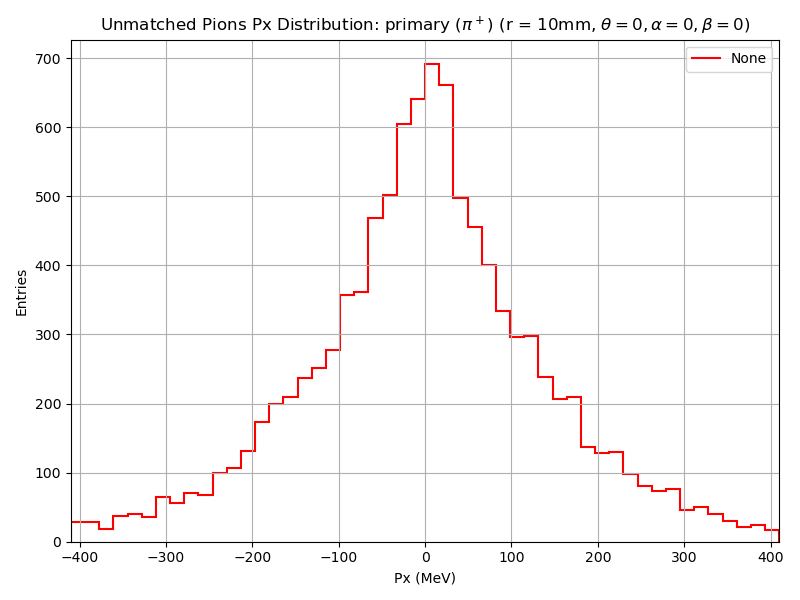 Unmatched Pions Px Distribution: primary (π⁺) (r = 10mm, θ = 0, α = 0, β = 0)
None
Entries
700
600
500
400
300
200
100
0
−400 −300 −200 −100 0 100 200 300 400
Px (MeV)